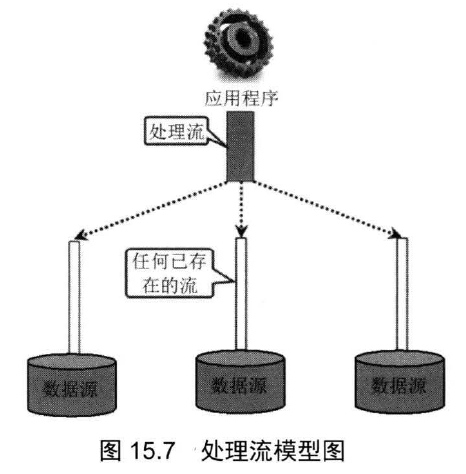 应用程序
处理流
任何已存
在的流
数据源
数据源
数据源
图 15.7 处理流模型图